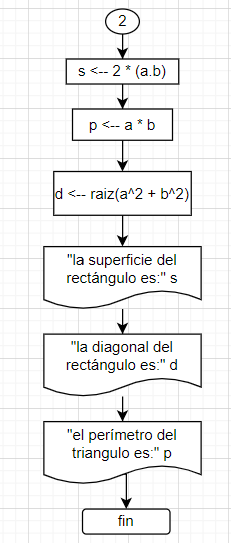 2
s <-- 2 * (a.b)
p <-- a * b
d <-- raiz(a^2 + b^2)
"la superficie del
rectángulo es:" s
"la diagonal del
rectángulo es:" d
"el perímetro del
triangulo es:" p
fin